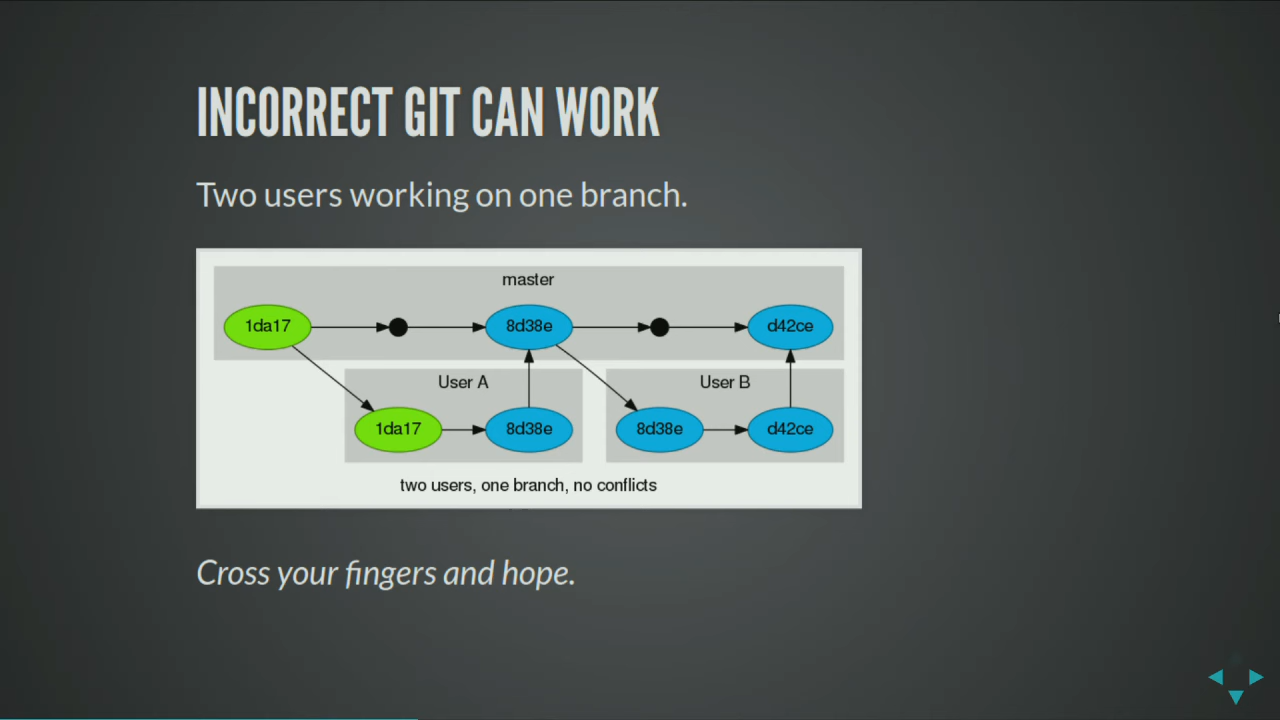 INCORRECT GIT CAN WORK
Two users working on one branch.
master
1da17
8d38e
d42ce
User A
User B
1da17
8d38e
8d38e
d42ce
two users, one branch, no conflicts
Cross your fingers and hope.